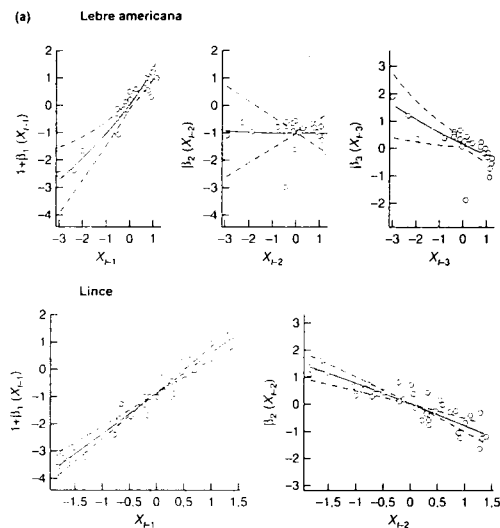 (a) Lebre americana
1+β₁ (Xₜ₋₁)
1
0
-1
-2
-3
-4
-3 -2 -1 0 1
Xₜ₋₁
β₂ (Xₜ₋₂)
2
1
0
-1
-2
-3
-3 -2 -1 0 1
Xₜ₋₂
β₃ (Xₜ₋₃)
3
2
1
0
-1
-2
-3 -2 -1 0 1
Xₜ₋₃
Lince
1+β₁ (Xₜ₋₁)
1
0
-1
-2
-3
-4
-1.5 -1 -0.5 0 0.5 1 1.5
Xₜ₋₁
β₂ (Xₜ₋₂)
3
2
1
0
-1
-2
-3
-1.5 -1 -0.5 0 0.5 1 1.5
Xₜ₋₂